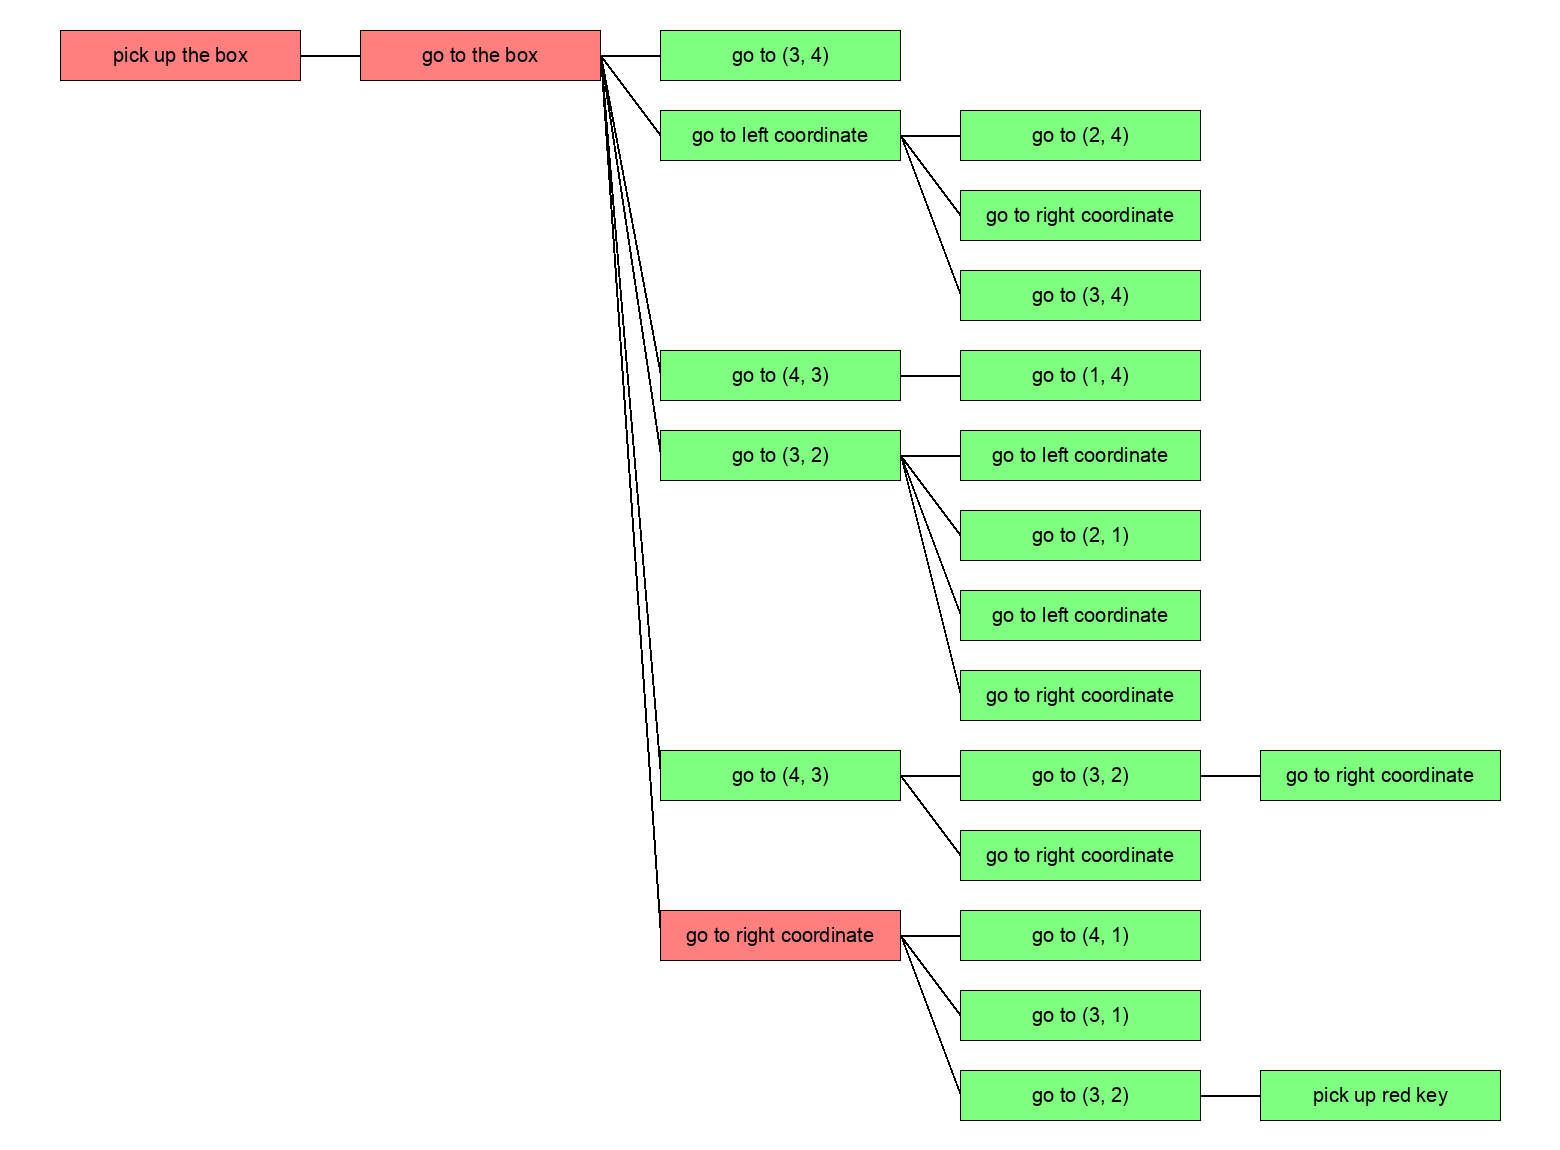 pick up the box
go to the box
go to (3, 4)
go to left coordinate
go to (2, 4)
go to right coordinate
go to (3, 4)
go to (4, 3)
go to (1, 4)
go to (3, 2)
go to left coordinate
go to (2, 1)
go to left coordinate
go to right coordinate
go to (4, 3)
go to (3, 2)
go to right coordinate
go to right coordinate
go to right coordinate
go to (4, 1)
go to (3, 1)
go to (3, 2)
pick up red key